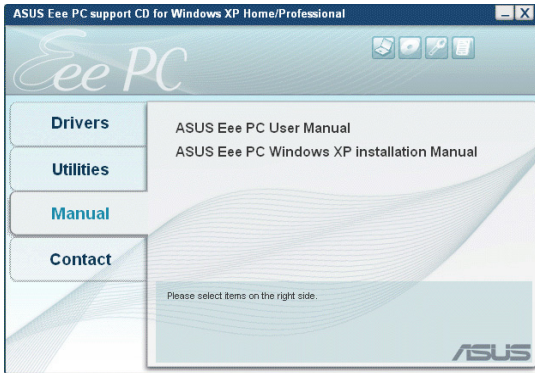 ASUS Eee PC support CD for Windows XP Home/Professional
Eee PC
Drivers
Utilities
Manual
Contact
ASUS Eee PC User Manual
ASUS Eee PC Windows XP installation Manual
Please select items on the right side.
ASUS